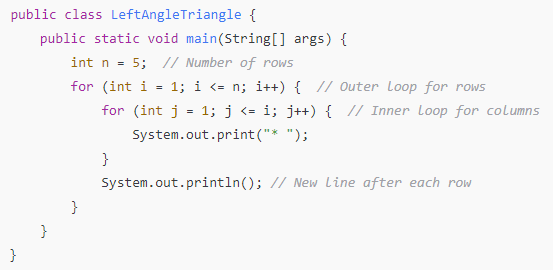 public class LeftAngleTriangle {
    public static void main(String[] args) {
        int n = 5;  // Number of rows
        for (int i = 1; i <= n; i++) {  // Outer loop for rows
            for (int j = 1; j <= i; j++) {  // Inner loop for columns
                System.out.print("* ");
            }
            System.out.println(); // New line after each row
        }
    }
}